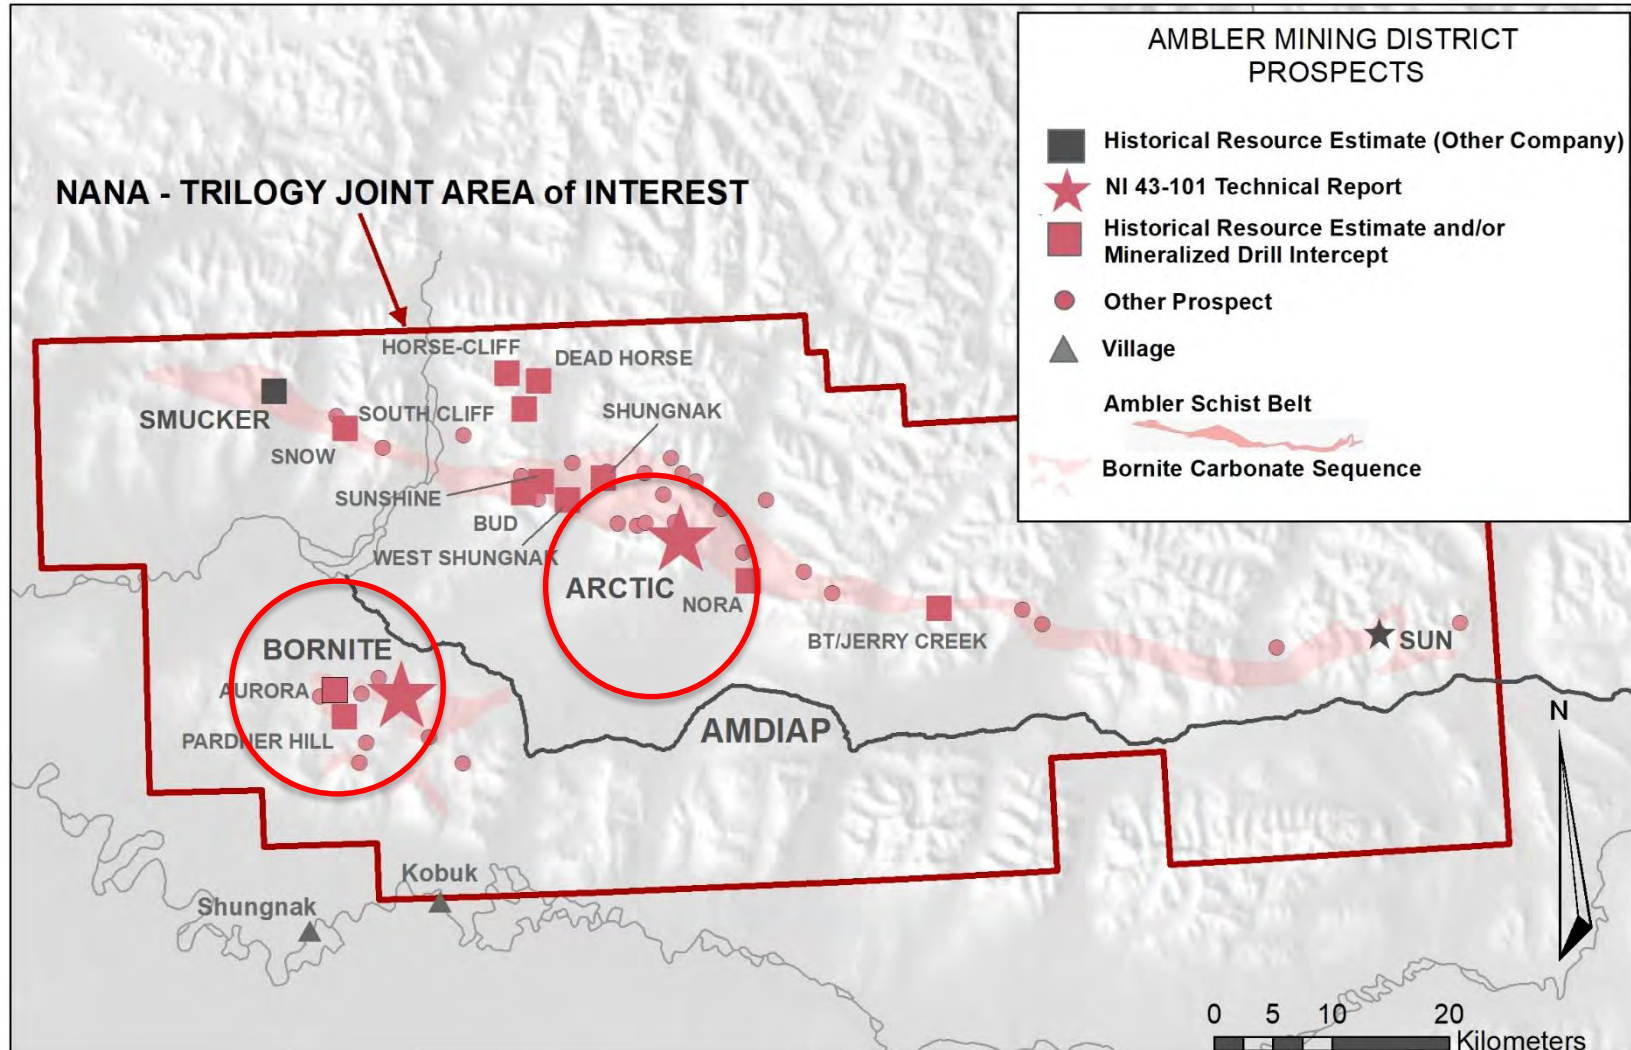 AMBLER MINING DISTRICT
PROSPECTS
Historical Resource Estimate (Other Company)
NI 43-101 Technical Report
Historical Resource Estimate and/or
Mineralized Drill Intercept
Other Prospect
Village
Ambler Schist Belt
Bornite Carbonate Sequence
NANA - TRILOGY JOINT AREA of INTEREST
HORSE-CLIFF
DEAD HORSE
SMUCKER
SOUTH CLIFF
SHUNGNAK
SNOW
SUNSHINE
BUD
WEST SHUNGNAK
ARCTIC
NORA
BT/JERRY CREEK
SUN
BORNITE
AURORA
PARDNER HILL
AMDIAP
N
Kobuk
Shungnak
0 5 10 20
Kilometers